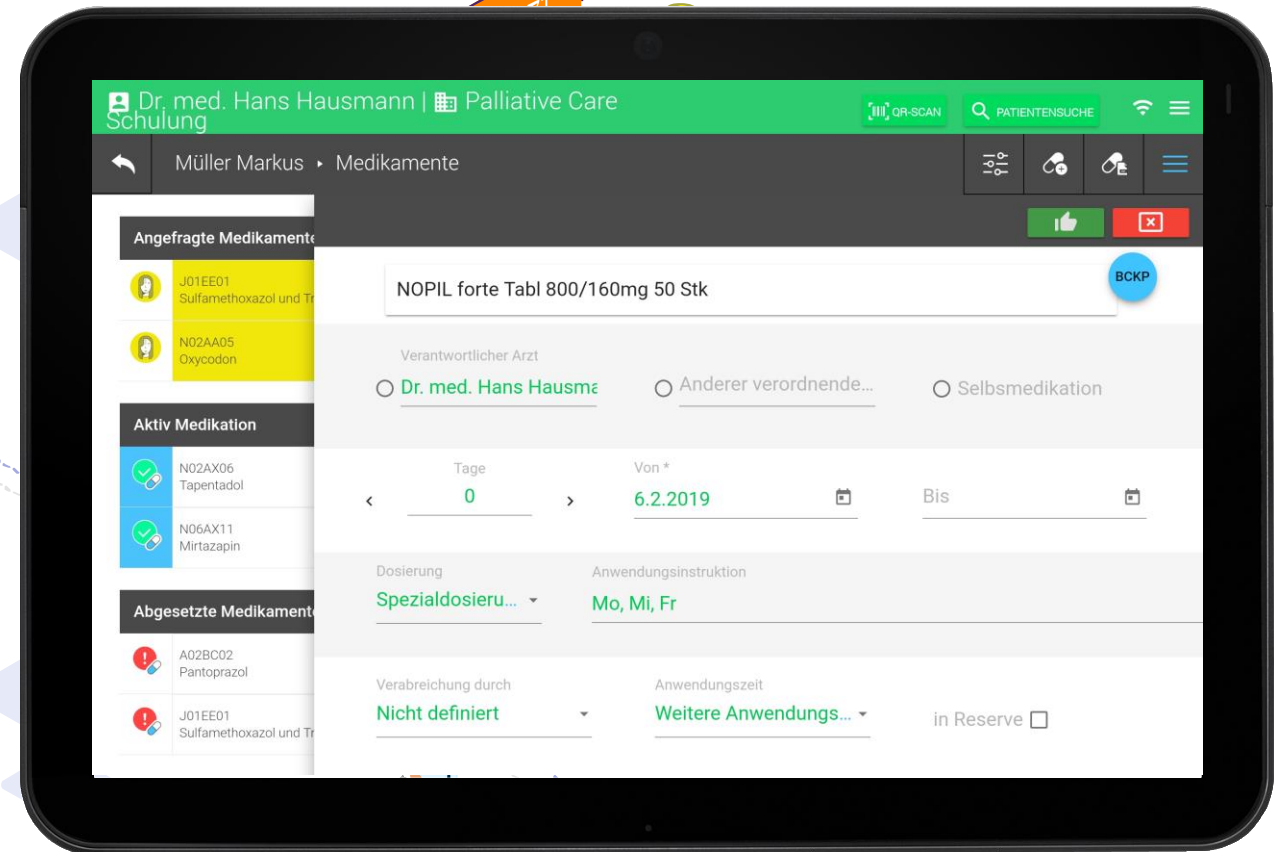 Dr. med. Hans Hausmann | Palliative Care
Schulung
QR-SCAN
PATIENTENSUCHE
Müller Markus ▸ Medikamente
Angefragte Medikamente
J01EE01
Sulfamethoxazol und Tr
N02AA05
Oxycodon
Aktiv Medikation
N02AX06
Tapentadol
N06AX11
Mirtazapin
Abgesetzte Medikament
A02BC02
Pantoprazol
J01EE01
Sulfamethoxazol und Tr
BCKP
NOPIL forte Tabl 800/160mg 50 Stk
Verantwortlicher Arzt
Dr. med. Hans Hausma
Anderer verordnende...
Selbsmedikation
Tage
0
Von *
6.2.2019
Bis
Dosierung
Spezialdosieru...
Anwendungsinstruktion
Mo, Mi, Fr
Verabreichung durch
Nicht definiert
Anwendungszeit
Weitere Anwendungs...
in Reserve